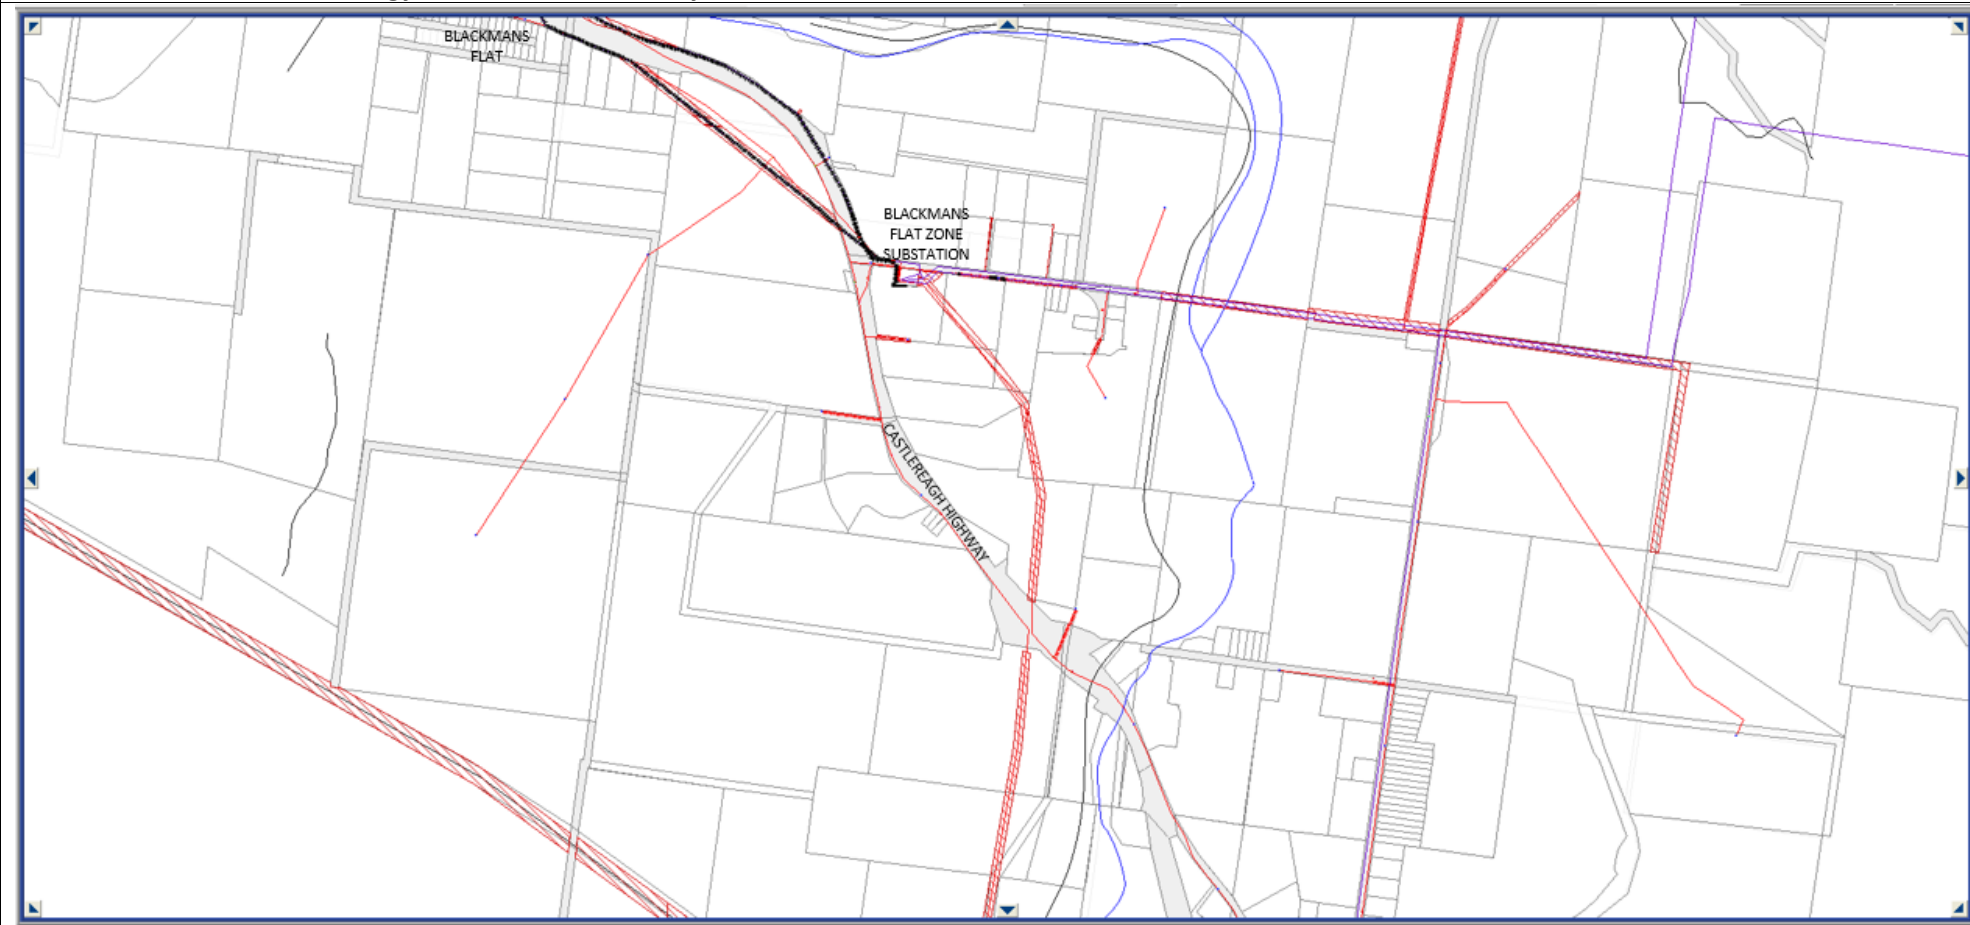 BLACKMANS
FLAT
BLACKMANS
FLAT ZONE
SUBSTATION
CASTLEREAGH HIGHWAY